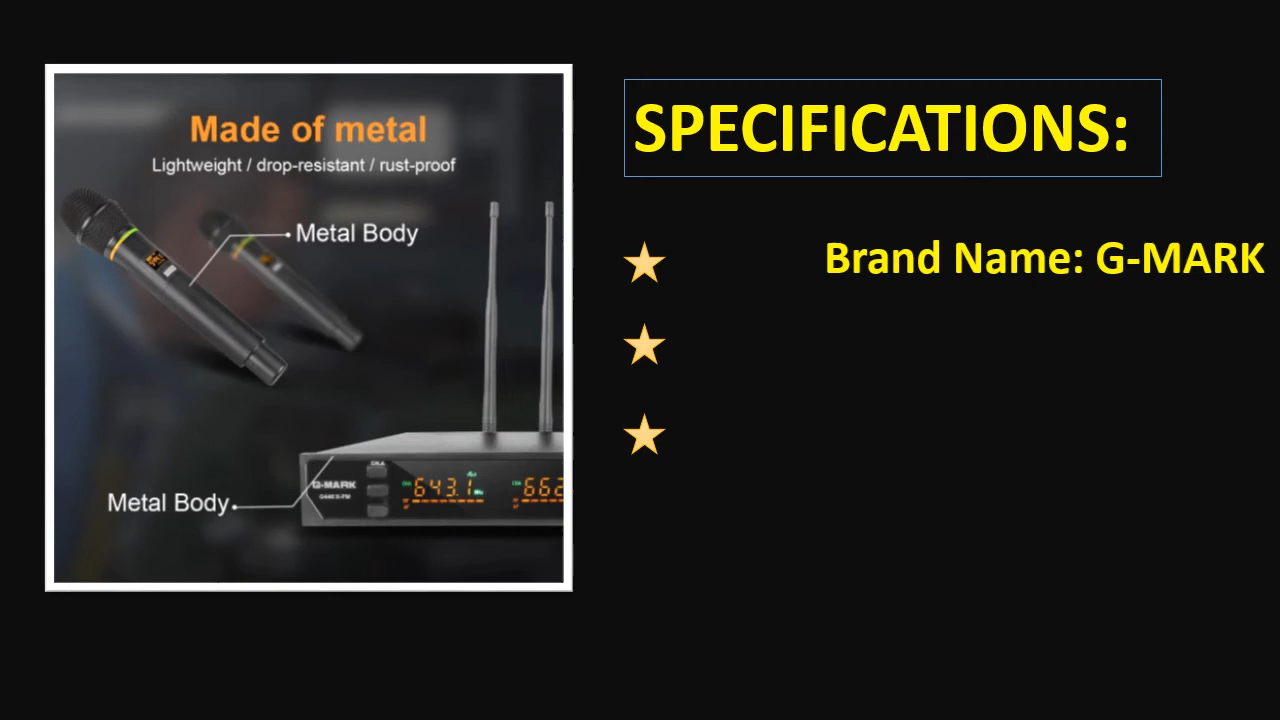 Made of metal
Lightweight / drop-resistant / rust-proof
Metal Body
Metal Body
G-MARK
643.1
662
SPECIFICATIONS:
Brand Name: G-MARK